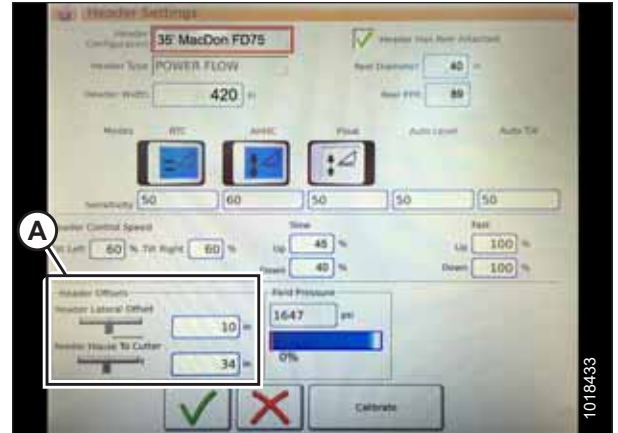 Header Settings
Header Configuration 35' MacDon FD75 Header Has Reel Attached
Header Type POWER FLOW Reel Diameter 40 in
Header Width 420 in Reel PPR 89
Modes RTC AHHC Float Auto Level Auto Tilt
Sensitivity 50 60 50 50 50
Header Control Speed Slow Fast
Tilt Left 60 % Tilt Right 60 % Up 48 % Up 100 %
Down 40 % Down 100 %
A
Header Offsets Field Pressure
Header Lateral Offset 1647 psi
10 in
Feeder House To Cutter
34 in 0%
Calibrate
1018433